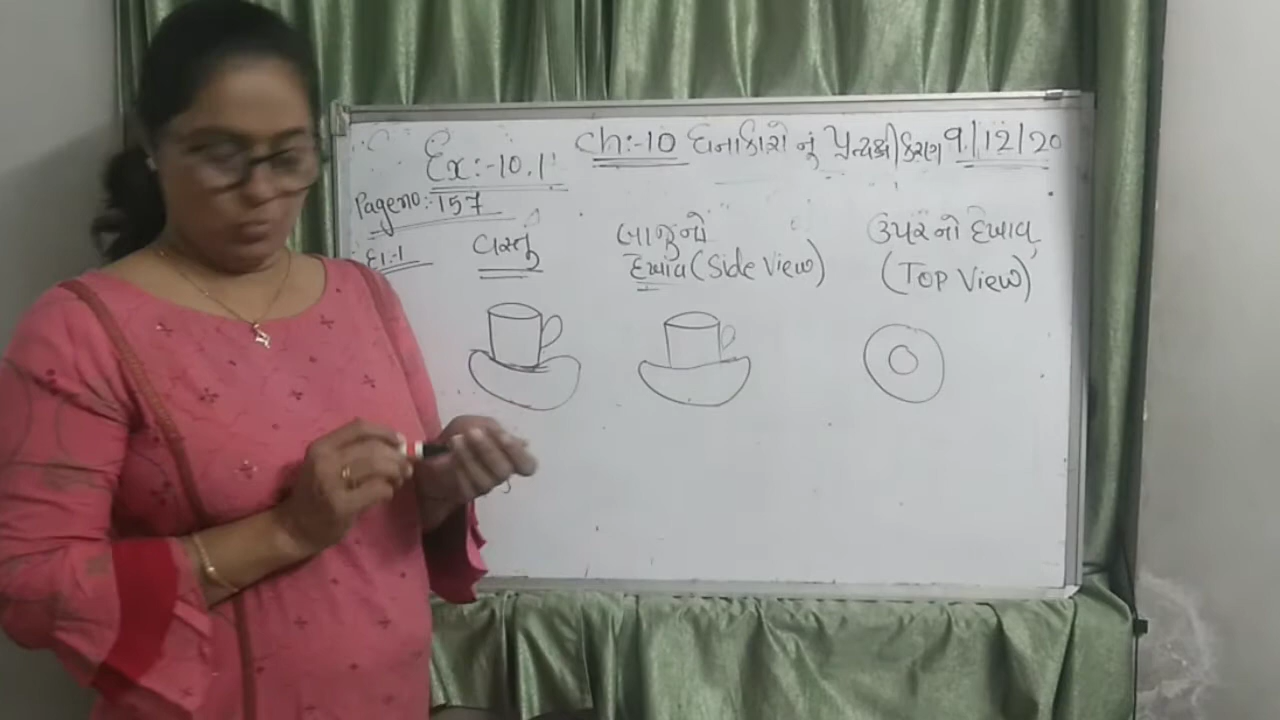 Ch:-10 ઘનાકારો નું પ્રત્યક્ષીકરણ 9/12/20
Ex:-10.1
Page no:-157
દા.-1
વસ્તુ
બાજુનો
દેખાવ (Side View)
ઉપરનો દેખાવ
(Top View)